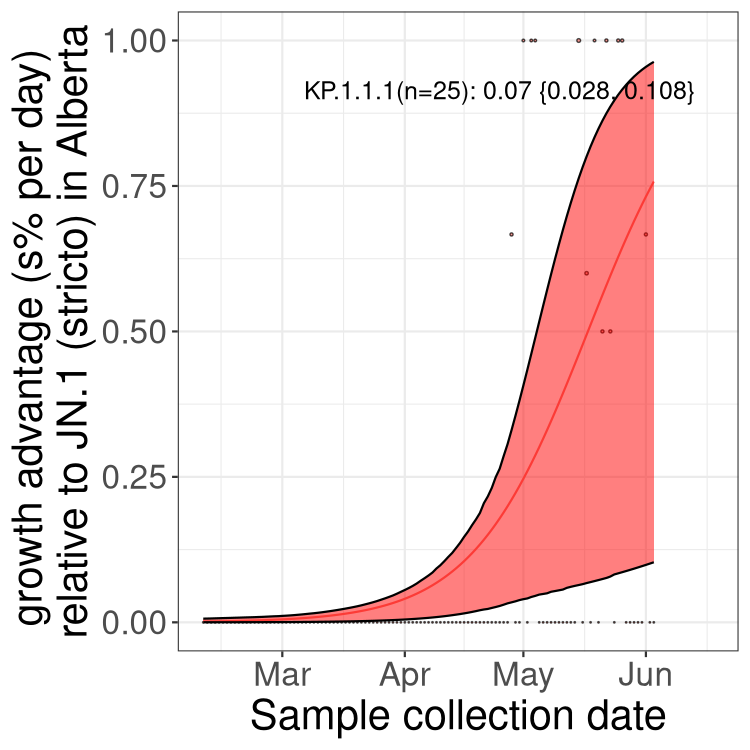 growth advantage (s% per day)
relative to JN.1 (stricto) in Alberta
1.00
0.75
0.50
0.25
0.00
KP.1.1.1(n=25): 0.07 {0.028, 0.108}
Mar Apr May Jun
Sample collection date